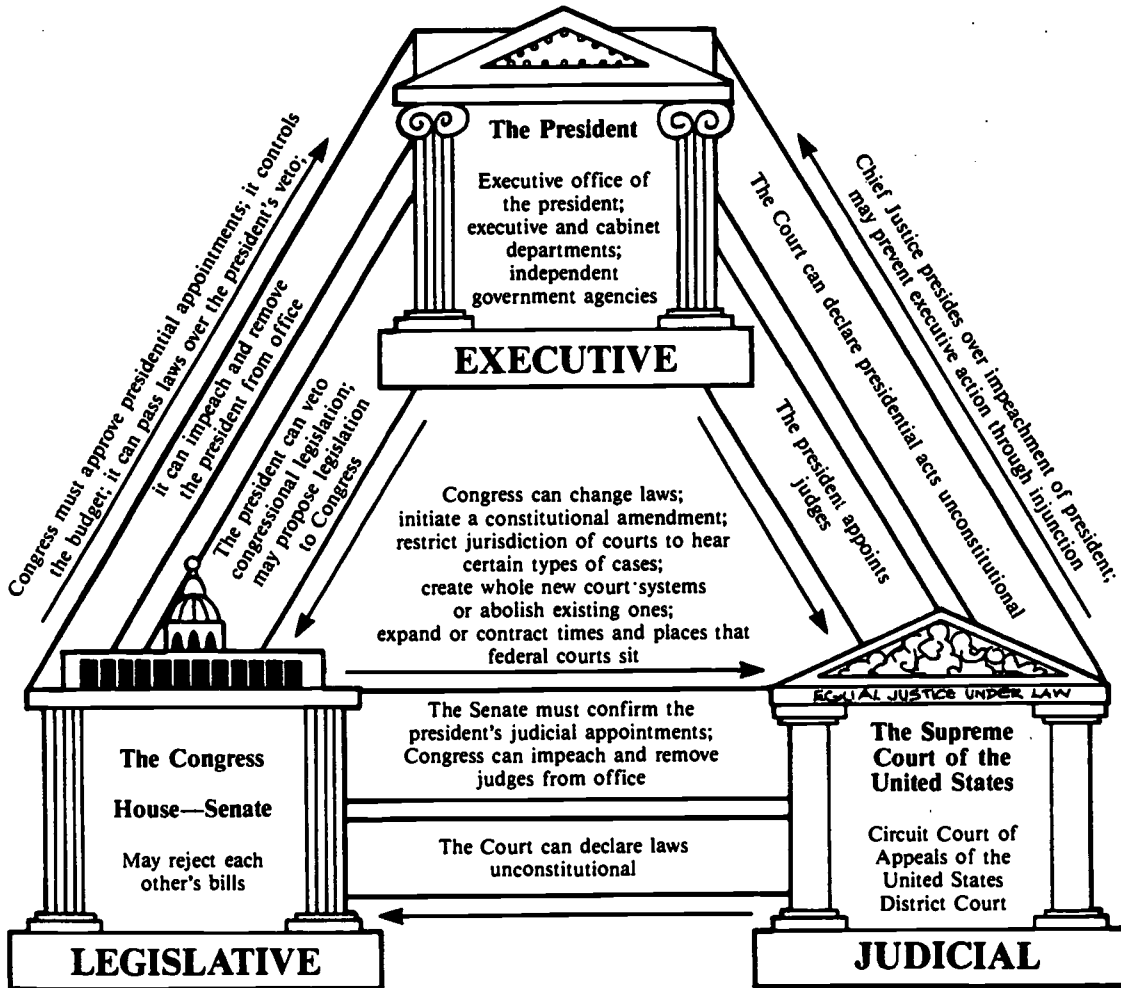 The President
Executive office of
the president;
executive and cabinet
departments;
independent
government agencies
EXECUTIVE
Congress must approve presidential appointments; it controls
the budget; it can pass laws over the president's veto;
it can impeach and remove
the president from office
The president can veto
congressional legislation;
may propose legislation
to Congress
Chief Justice presides over impeachment of president;
may prevent executive action through injunction
The Court can declare presidential acts unconstitutional
The president appoints
judges
Congress can change laws;
initiate a constitutional amendment;
restrict jurisdiction of courts to hear
certain types of cases;
create whole new court systems
or abolish existing ones;
expand or contract times and places that
federal courts sit
The Senate must confirm the
president's judicial appointments;
Congress can impeach and remove
judges from office
The Court can declare laws
unconstitutional
The Congress
House—Senate
May reject each
other's bills
LEGISLATIVE
EQUAL JUSTICE UNDER LAW
The Supreme
Court of the
United States
Circuit Court of
Appeals of the
United States
District Court
JUDICIAL